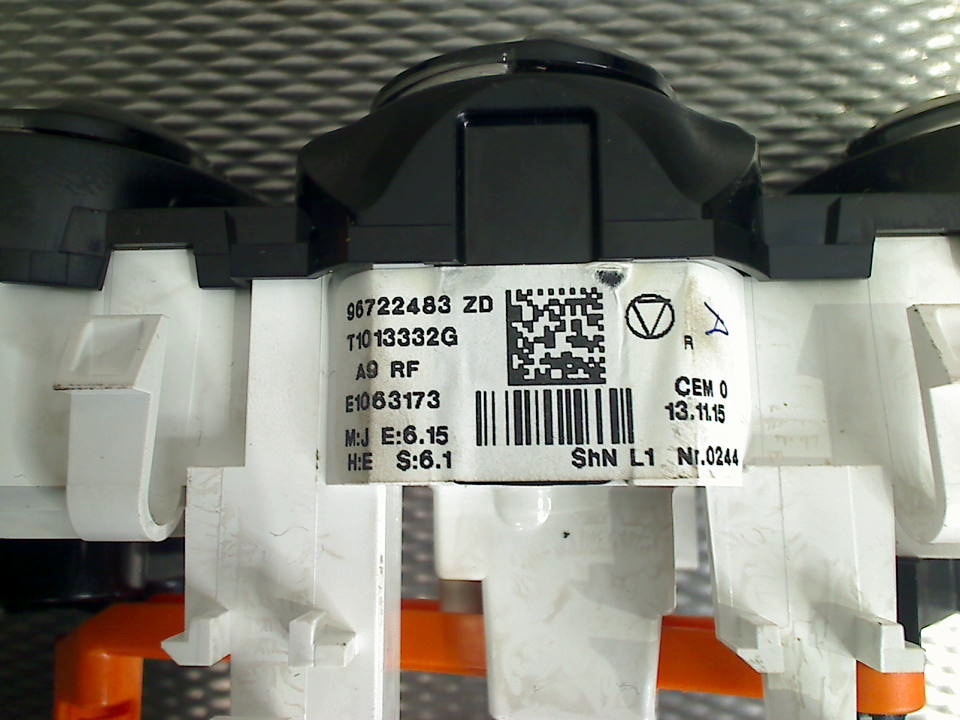 96722483 ZD
T1013332G
A9 RF
E1063173
M:J E:6.15
H:E S:6.1
R
CEM 0
13.11.15
ShN L1 Nr.0244